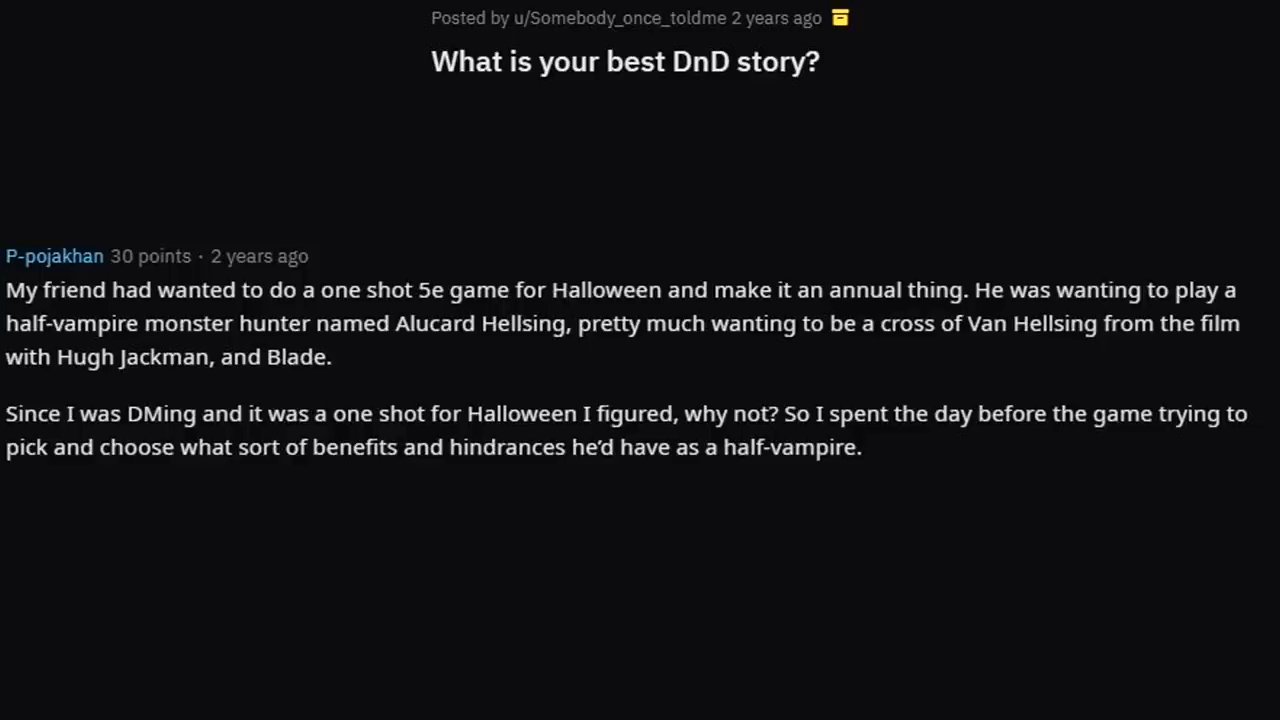 Posted by u/Somebody_once_toldme 2 years ago
What is your best DnD story?
P-pojakhan 30 points · 2 years ago
My friend had wanted to do a one shot 5e game for Halloween and make it an annual thing. He was wanting to play a
half-vampire monster hunter named Alucard Hellsing, pretty much wanting to be a cross of Van Hellsing from the film
with Hugh Jackman, and Blade.
Since I was DMing and it was a one shot for Halloween I figured, why not? So I spent the day before the game trying to
pick and choose what sort of benefits and hindrances he’d have as a half-vampire.